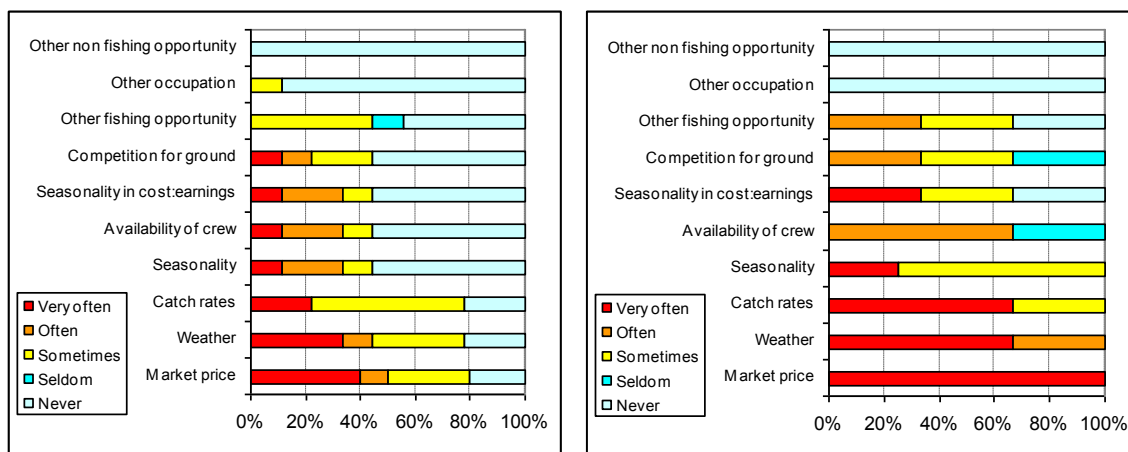 Other non fishing opportunity
Other occupation
Other fishing opportunity
Competition for ground
Seasonality in cost:earnings
Availability of crew
Seasonality
Catch rates
Weather
Market price
Very often
Often
Sometimes
Seldom
Never
0% 20% 40% 60% 80% 100%
Other non fishing opportunity
Other occupation
Other fishing opportunity
Competition for ground
Seasonality in cost:earnings
Availability of crew
Seasonality
Catch rates
Weather
Market price
Very often
Often
Sometimes
Seldom
Never
0% 20% 40% 60% 80% 100%